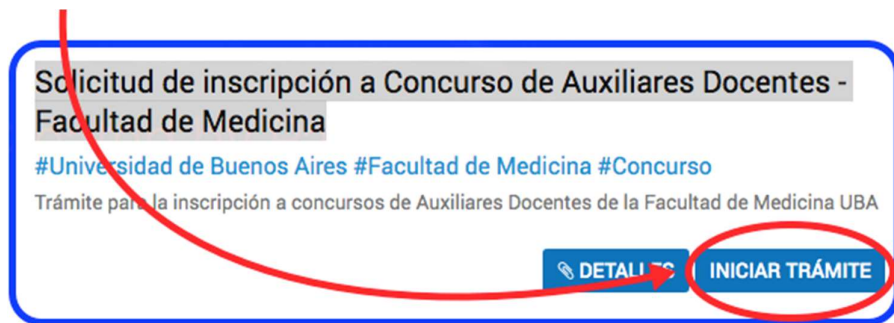 Solicitud de inscripción a Concurso de Auxiliares Docentes -
Facultad de Medicina
#Universidad de Buenos Aires #Facultad de Medicina #Concurso
Trámite para la inscripción a concursos de Auxiliares Docentes de la Facultad de Medicina UBA
DETALLES INICIAR TRÁMITE